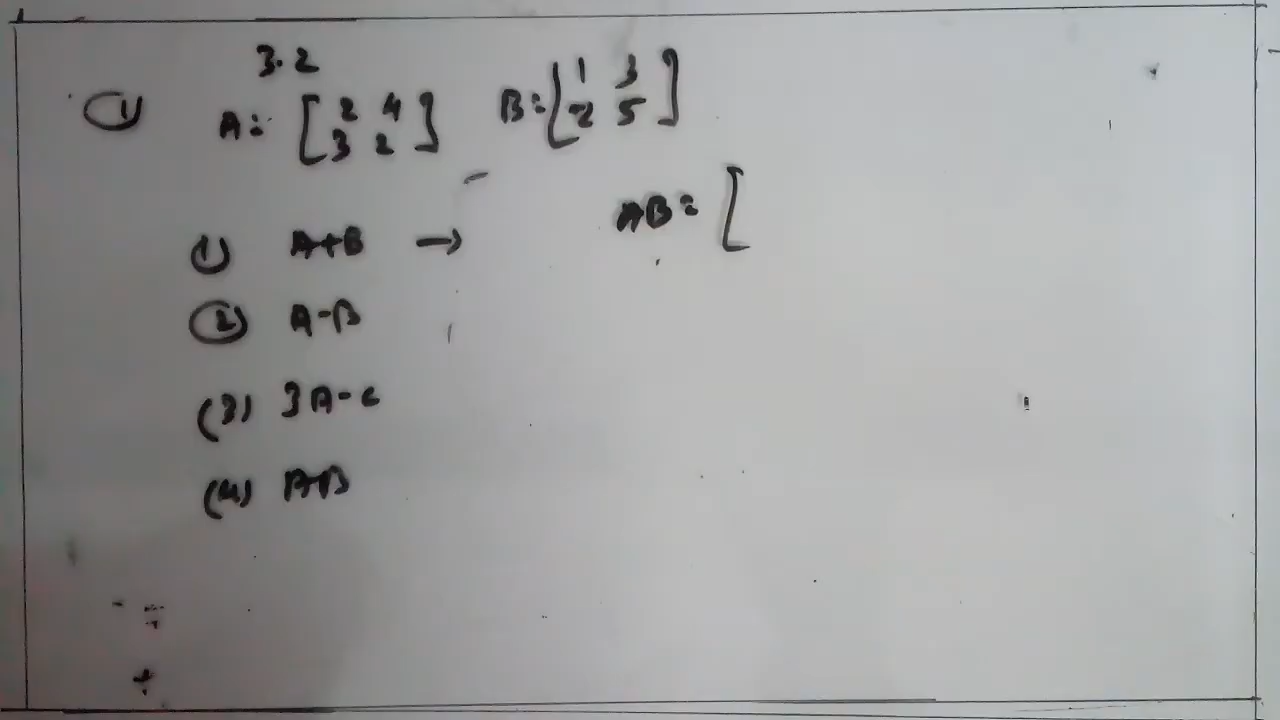 3.2
(1) A = [2 4 3 2] B = [1 3 2 5]
AB = [
(1) A+B →
(2) A-B
(3) 3A-C
(4) AB